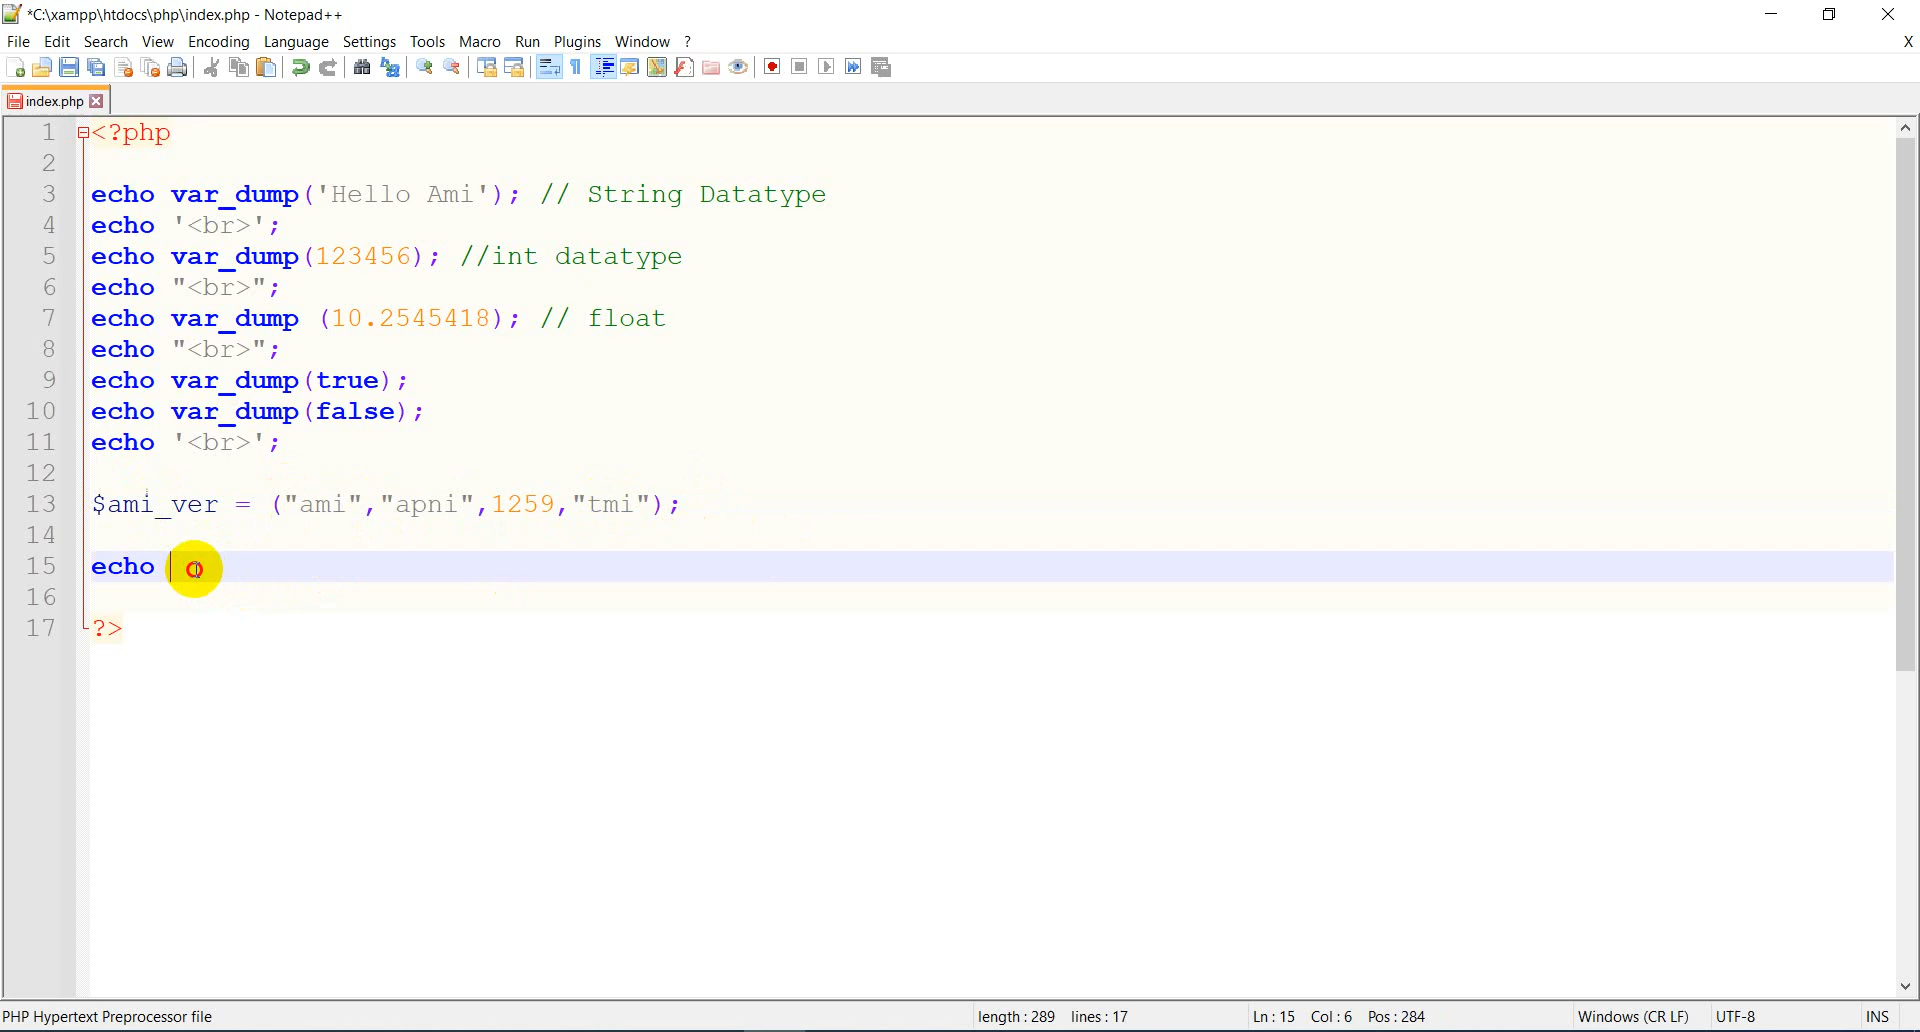 *C:\xampp\htdocs\php\index.php - Notepad++
File Edit Search View Encoding Language Settings Tools Macro Run Plugins Window ? X
index.php
1 <?php
2
3 echo var_dump('Hello Ami'); // String Datatype
4 echo '<br>';
5 echo var_dump(123456); //int datatype
6 echo "<br>";
7 echo var_dump (10.2545418); // float
8 echo "<br>";
9 echo var_dump(true);
10 echo var_dump(false);
11 echo '<br>';
12
13 $ami_ver = ("ami","apni",1259,"tmi");
14
15 echo
16
17 ?>
PHP Hypertext Preprocessor file length : 289 lines : 17 Ln : 15 Col : 6 Pos : 284 Windows (CR LF) UTF-8 INS